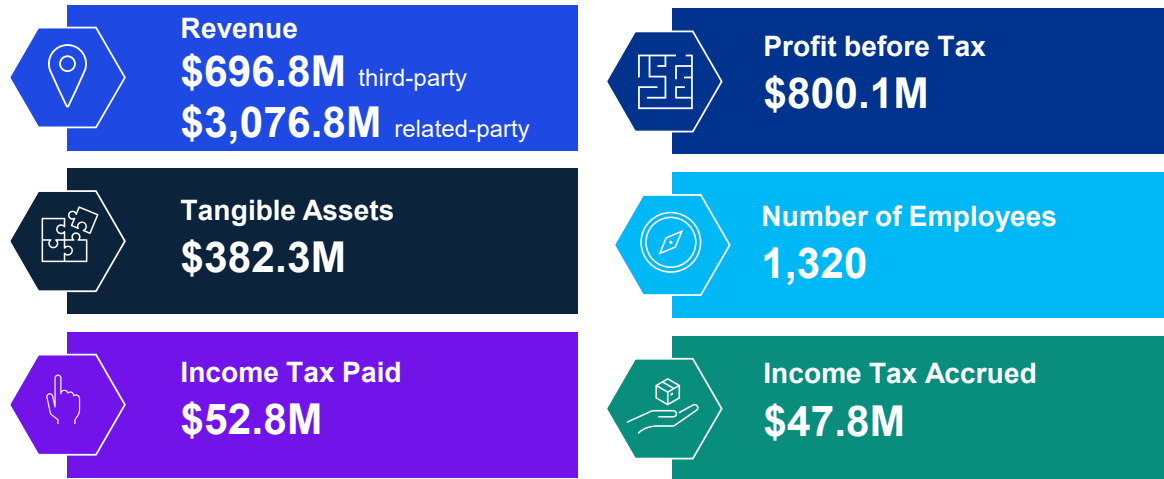 Revenue
$696.8M third-party
$3,076.8M related-party
Profit before Tax
$800.1M
Tangible Assets
$382.3M
Number of Employees
1,320
Income Tax Paid
$52.8M
Income Tax Accrued
$47.8M